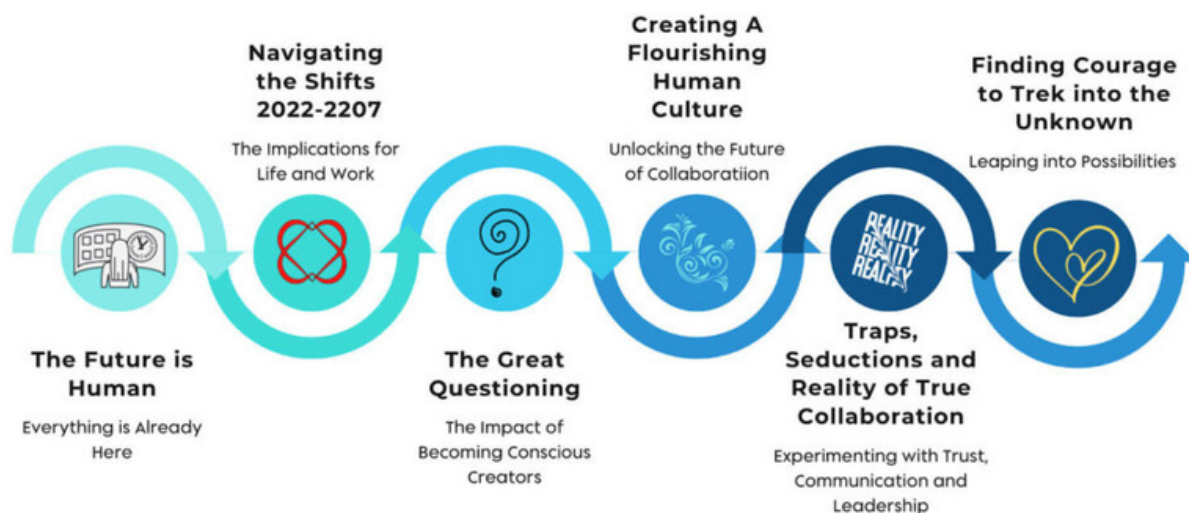 The Future is
Human
Everything is Already
Here
Navigating
the Shifts
2022-2207
The Implications for
Life and Work
The Great
Questioning
The Impact of
Becoming Conscious
Creators
Creating A
Flourishing
Human
Culture
Unlocking the Future
of Collaboratiion
REALITY
REALITY
REALITY
Traps,
Seductions and
Reality of True
Collaboration
Experimenting with Trust,
Communication and
Leadership
Finding Courage
to Trek into the
Unknown
Leaping into Possibilities